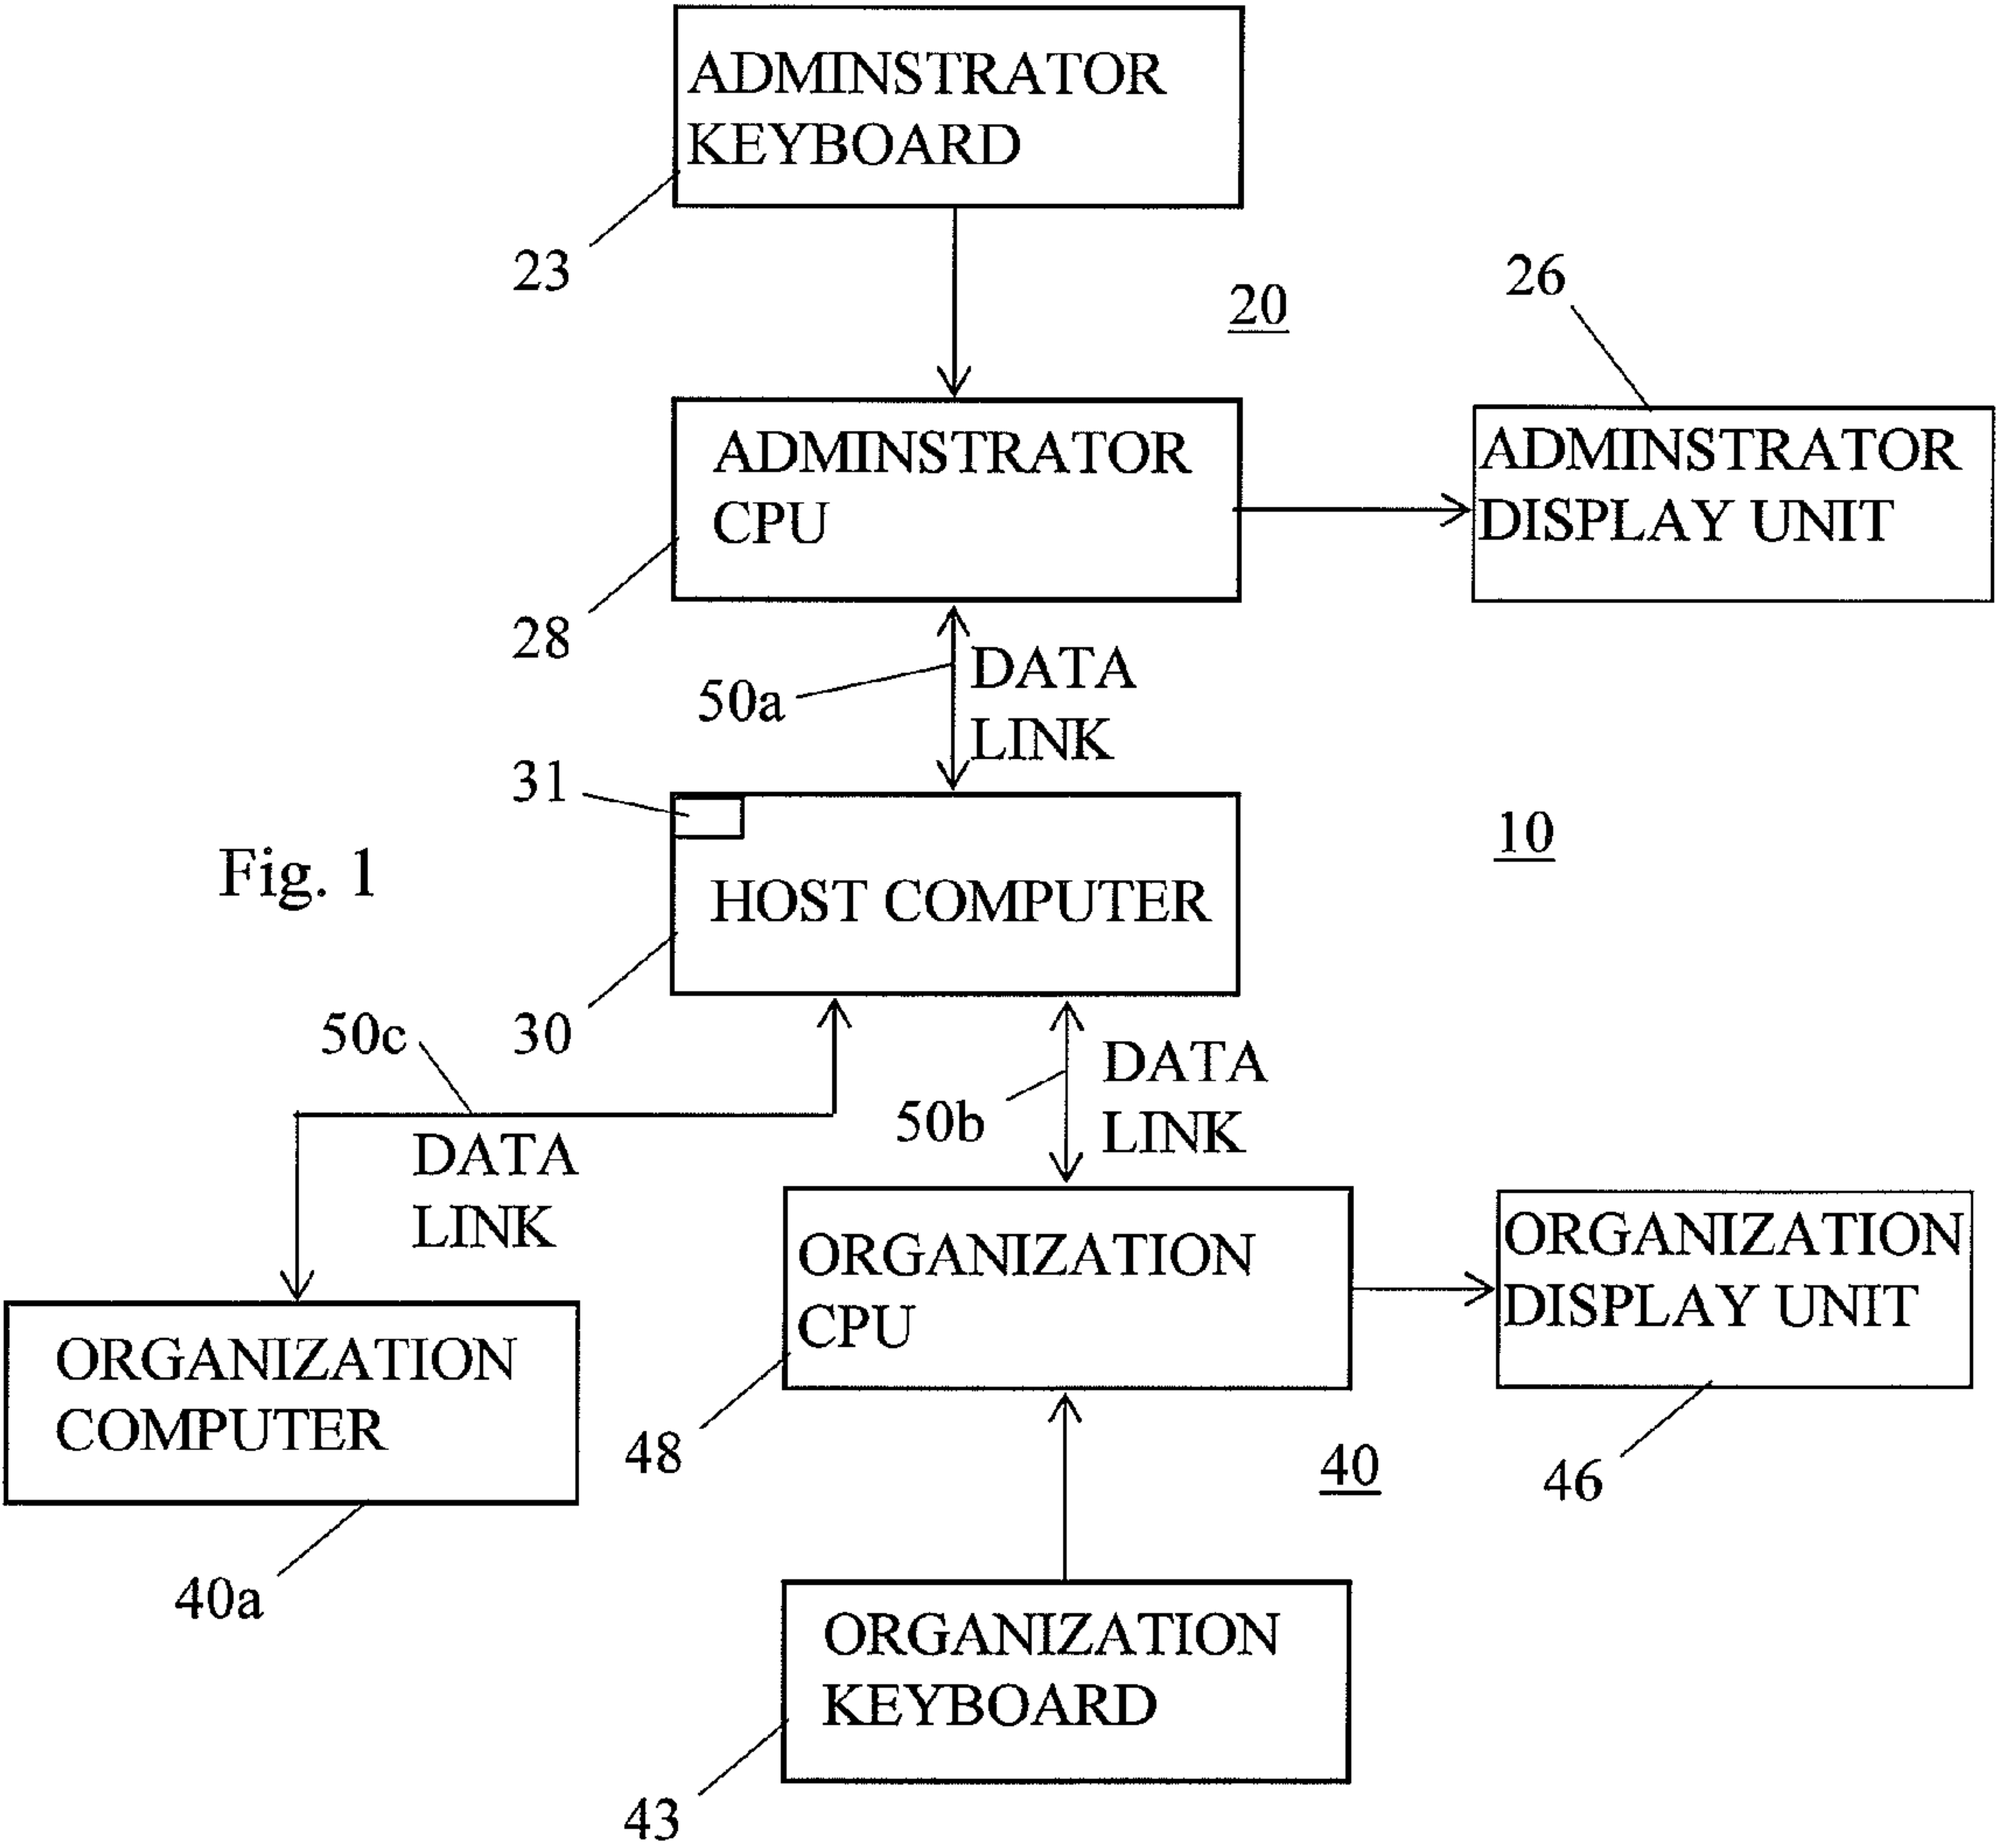 ADMINSTRATOR
KEYBOARD
23
20
26
ADMINSTRATOR
CPU
ADMINSTRATOR
DISPLAY UNIT
28
50a
DATA
LINK
31
10
Fig. 1
HOST COMPUTER
30
50c
DATA
LINK
50b
DATA
LINK
ORGANIZATION
CPU
ORGANIZATION
DISPLAY UNIT
ORGANIZATION
COMPUTER
48
40
46
40a
ORGANIZATION
KEYBOARD
43